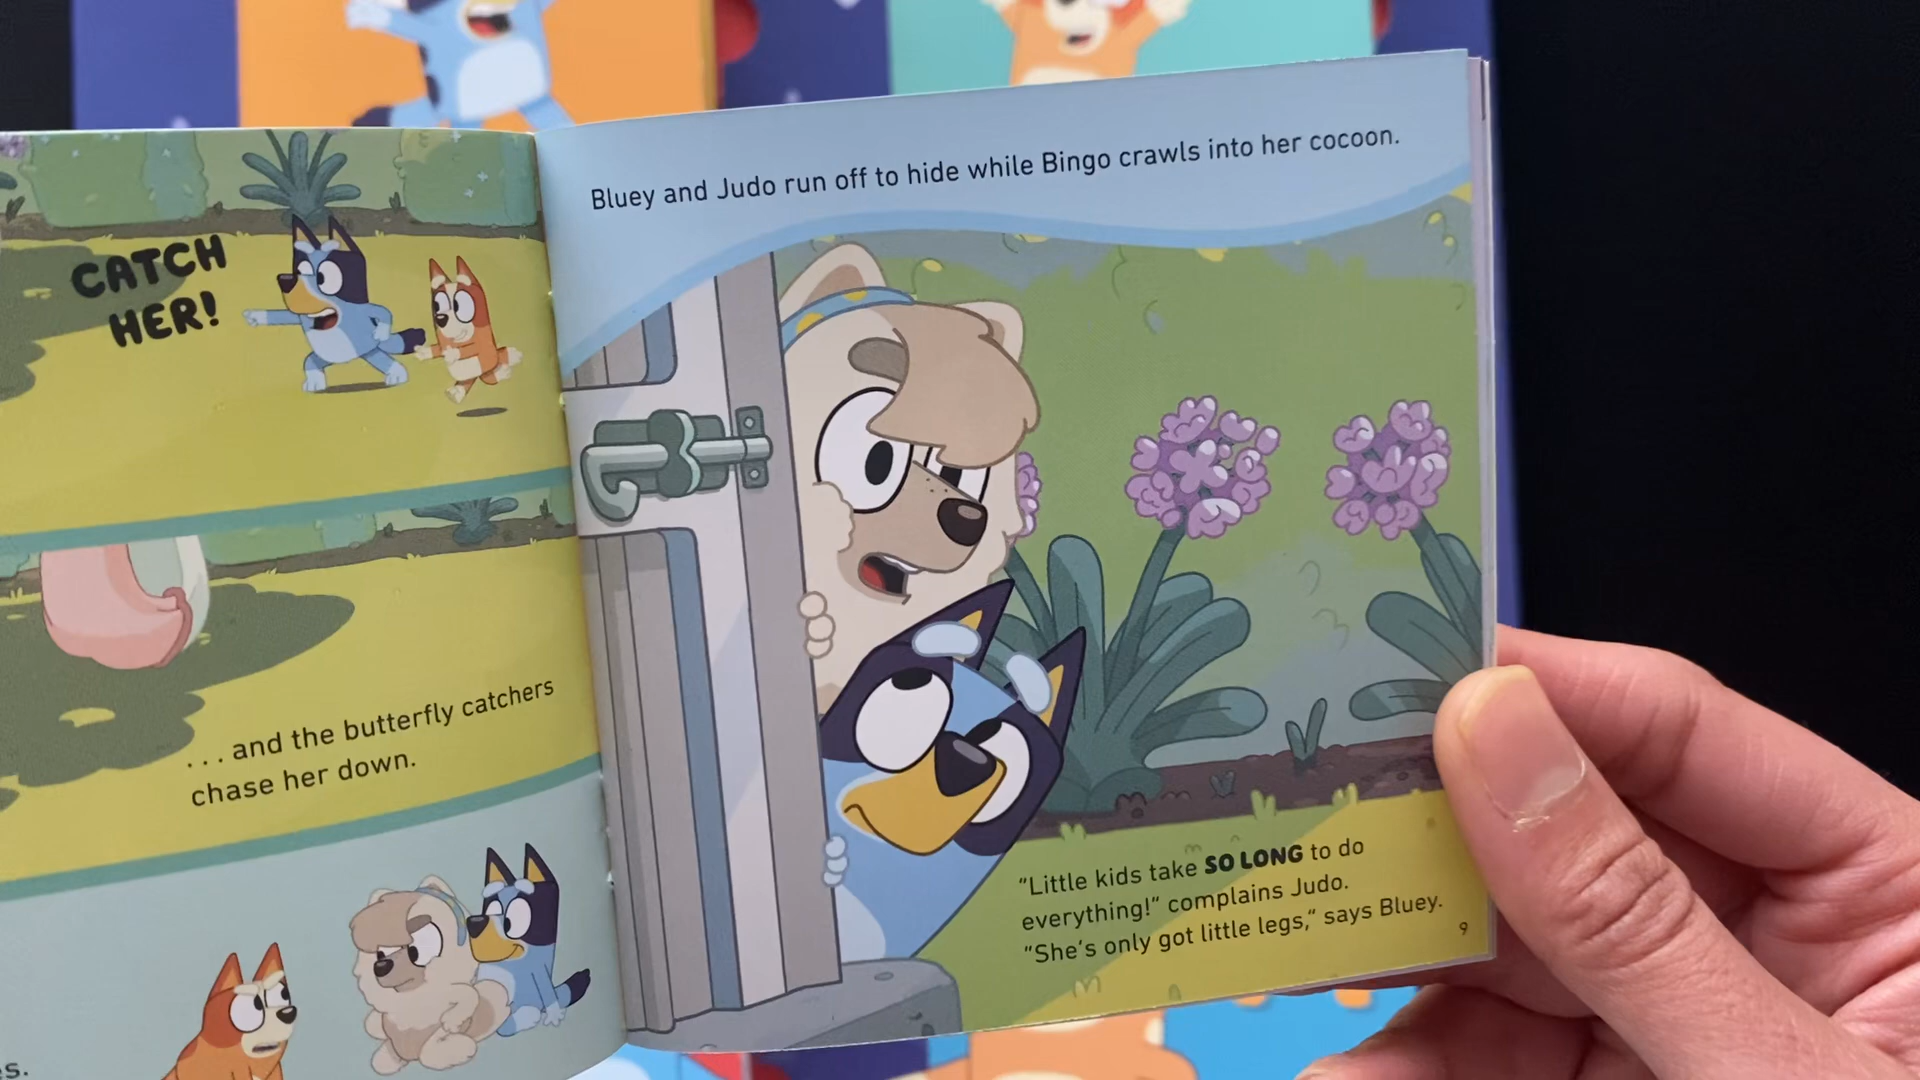 CATCH
HER!
. . . and the butterfly catchers
chase her down.
Bluey and Judo run off to hide while Bingo crawls into her cocoon.
"Little kids take SO LONG to do
everything!" complains Judo.
"She's only got little legs," says Bluey.
9